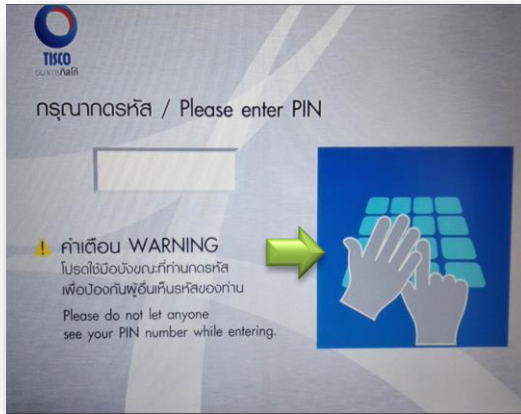 TISCO
ธนาคารทิสโก้
กรุณากดรหัส / Please enter PIN
คำเตือน WARNING
โปรดใช้มือบังขณะที่ท่านกดรหัส
เพื่อป้องกันผู้อื่นเห็นรหัสของท่าน
Please do not let anyone
see your PIN number while entering.